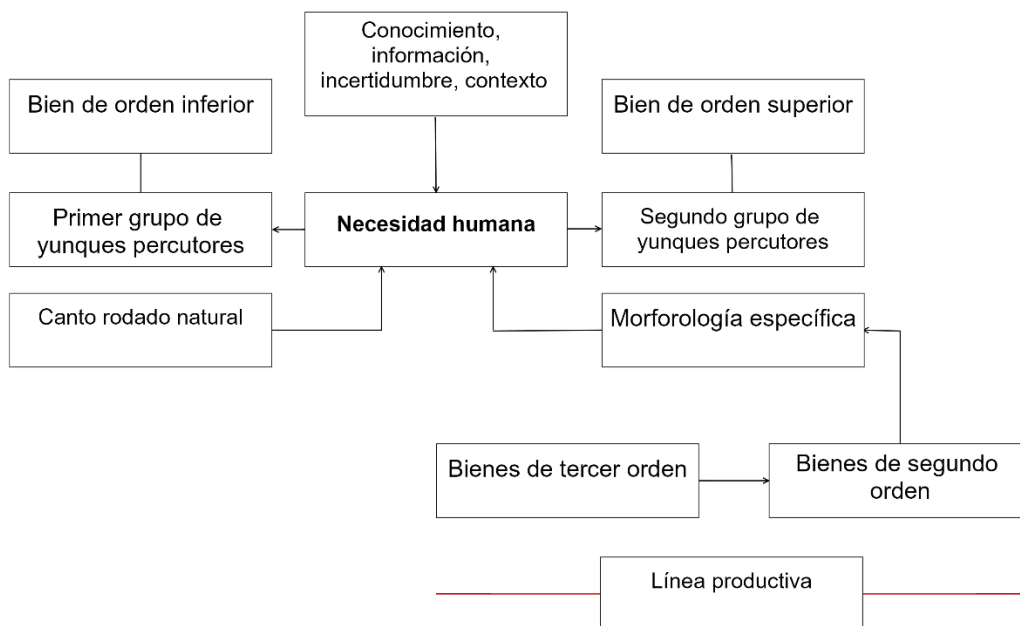 Conocimiento,
información,
incertidumbre, contexto
Bien de orden inferior
Bien de orden superior
Primer grupo de
yunques percutores
Necesidad humana
Segundo grupo de
yunques percutores
Canto rodado natural
Morforología específica
Bienes de tercer orden
Bienes de segundo
orden
Línea productiva